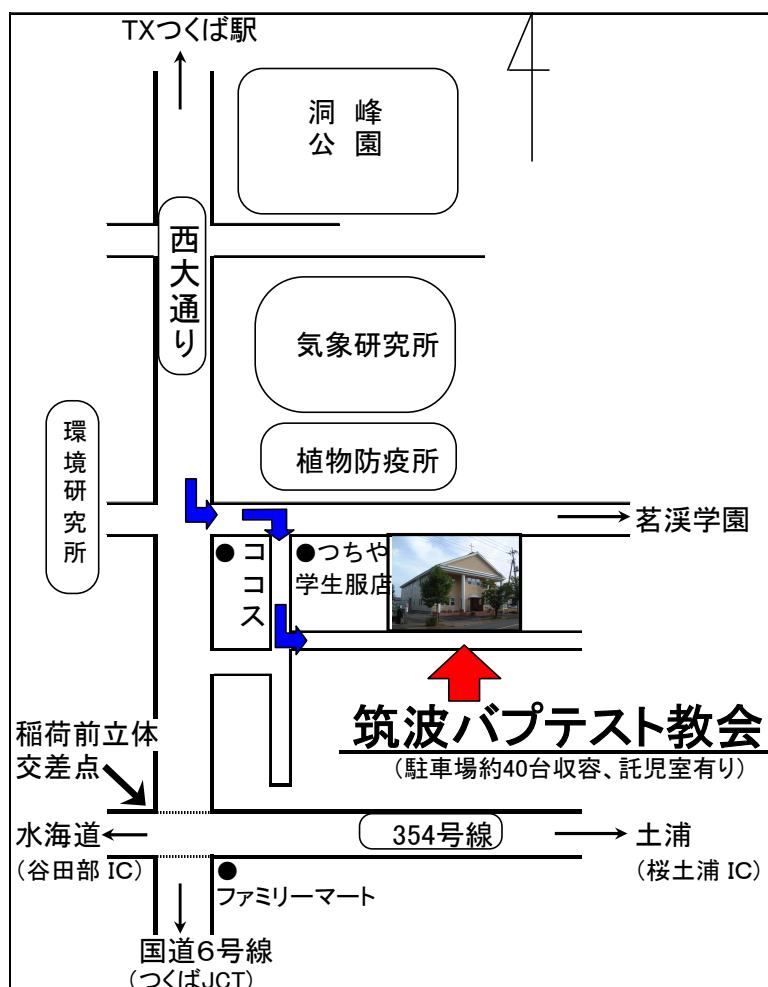 TXつくば駅
洞 峰
公 園
西大通り
気象研究所
環境研究所
植物防疫所
茗溪学園
●ココス
●つちや
学生服店
筑波バプテスト教会
(駐車場約40台収容、託児室有り)
稲荷前立体
交差点
水海道
(谷田部 IC)
354号線
土浦
(桜土浦 IC)
●
ファミリーマート
国道6号線
(つくばJCT)